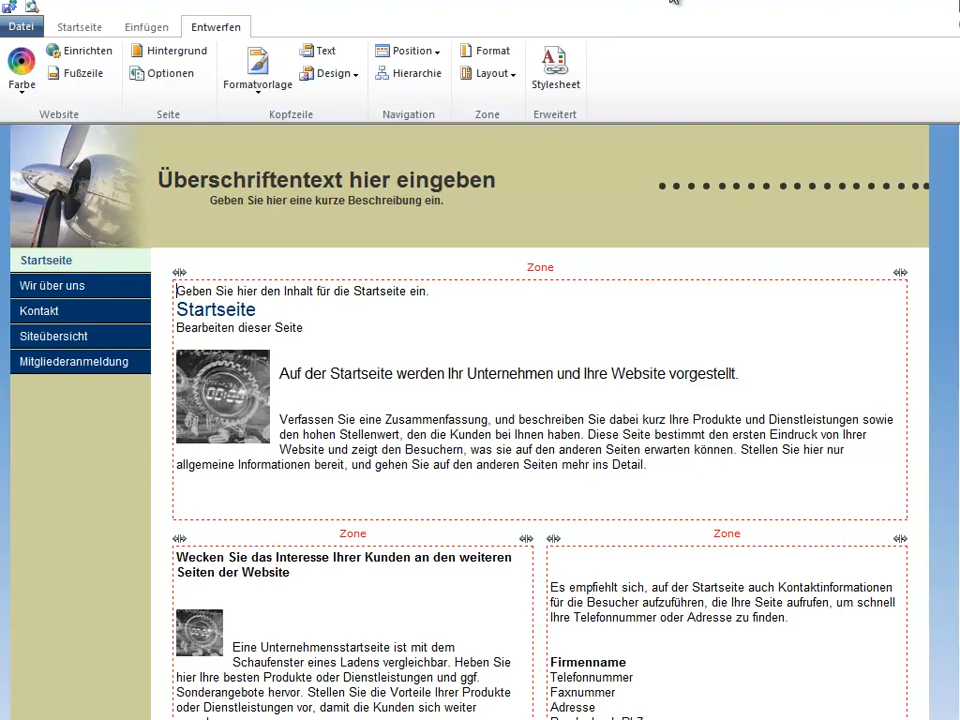 Datei Startseite Einfügen Entwerfen
Farbe
Einrichten
Fußzeile
Website
Hintergrund
Optionen
Seite
Formatvorlage
Text
Design
Kopfzeile
Position
Hierarchie
Navigation
Format
Layout
Zone
Stylesheet
Erweitert
Überschriftentext hier eingeben
Geben Sie hier eine kurze Beschreibung ein.
Startseite
Wir über uns
Kontakt
Siteübersicht
Mitgliederanmeldung
Zone
Geben Sie hier den Inhalt für die Startseite ein.
Startseite
Bearbeiten dieser Seite
Auf der Startseite werden Ihr Unternehmen und Ihre Website vorgestellt.
Verfassen Sie eine Zusammenfassung, und beschreiben Sie dabei kurz Ihre Produkte und Dienstleistungen sowie
den hohen Stellenwert, den die Kunden bei Ihnen haben. Diese Seite bestimmt den ersten Eindruck von Ihrer
Website und zeigt den Besuchern, was sie auf den anderen Seiten erwarten können. Stellen Sie hier nur
allgemeine Informationen bereit, und gehen Sie auf den anderen Seiten mehr ins Detail.
Zone
Wecken Sie das Interesse Ihrer Kunden an den weiteren
Seiten der Website
Eine Unternehmensstartseite ist mit dem
Schaufenster eines Ladens vergleichbar. Heben Sie
hier Ihre besten Produkte oder Dienstleistungen und ggf.
Sonderangebote hervor. Stellen Sie die Vorteile Ihrer Produkte
oder Dienstleistungen vor, damit die Kunden sich weiter
Zone
Es empfiehlt sich, auf der Startseite auch Kontaktinformationen
für die Besucher aufzuführen, die Ihre Seite aufrufen, um schnell
Ihre Telefonnummer oder Adresse zu finden.
Firmenname
Telefonnummer
Faxnummer
Adresse